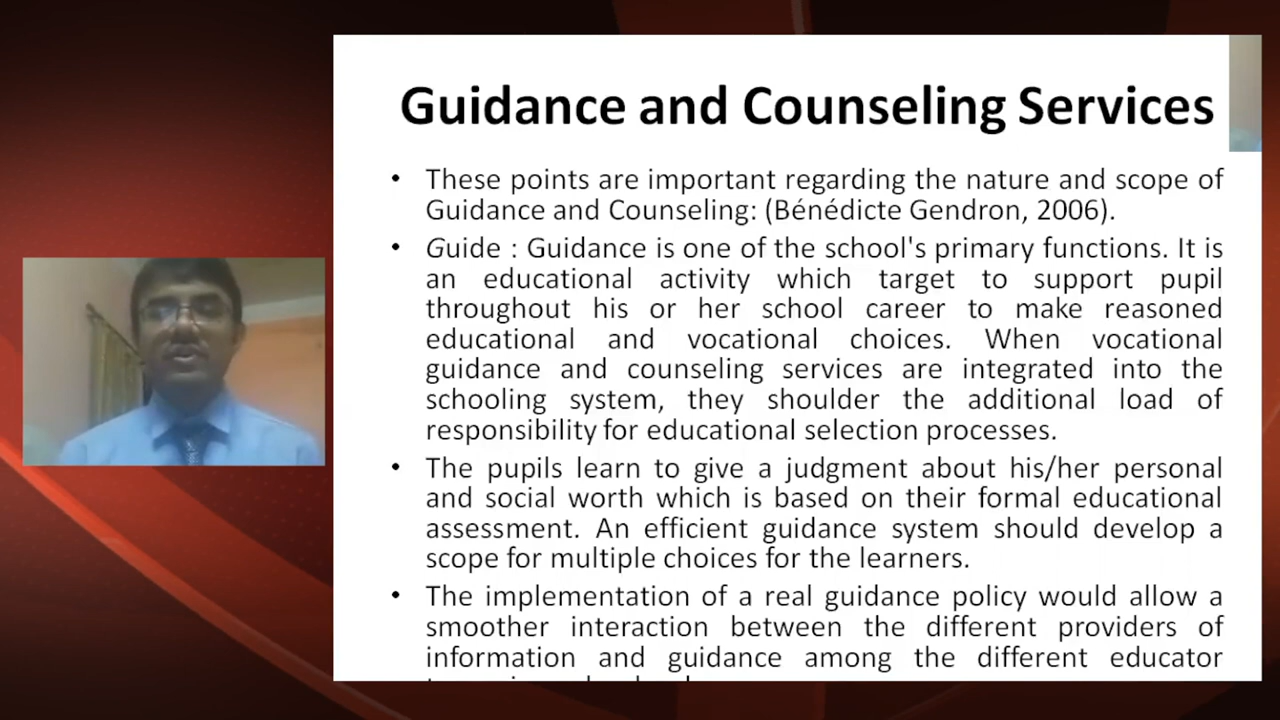 Guidance and Counseling Services
• These points are important regarding the nature and scope of
Guidance and Counseling: (Bénédicte Gendron, 2006).
• Guide : Guidance is one of the school's primary functions. It is
an educational activity which target to support pupil
throughout his or her school career to make reasoned
educational and vocational choices. When vocational
guidance and counseling services are integrated into the
schooling system, they shoulder the additional load of
responsibility for educational selection processes.
• The pupils learn to give a judgment about his/her personal
and social worth which is based on their formal educational
assessment. An efficient guidance system should develop a
scope for multiple choices for the learners.
• The implementation of a real guidance policy would allow a
smoother interaction between the different providers of
information and guidance among the different educator